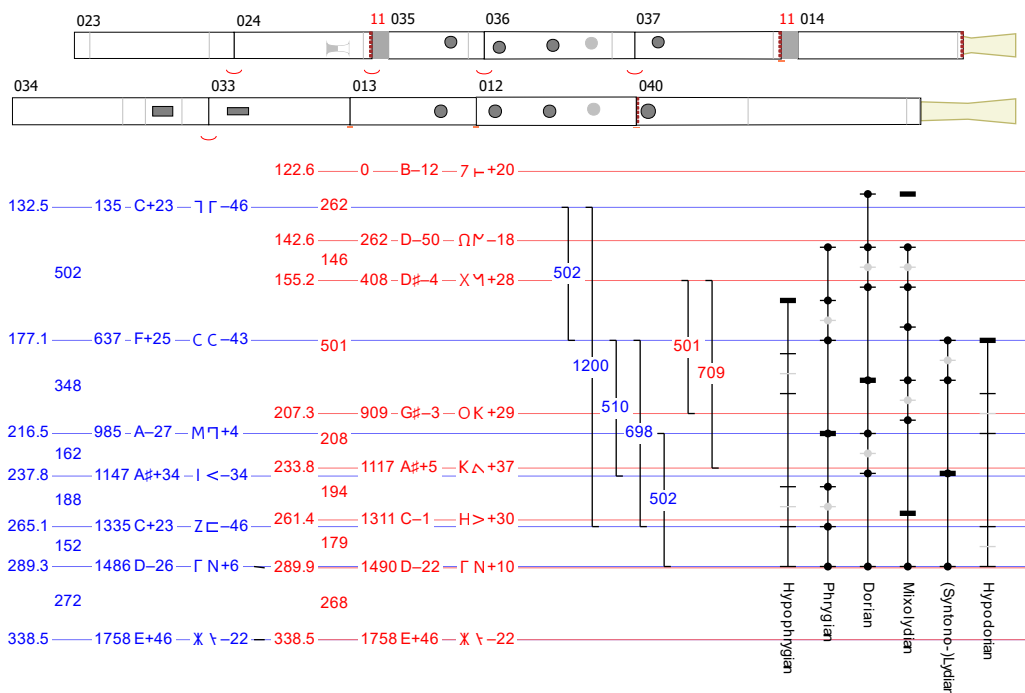 023 024 11 035 036 037 11 014
034 033 013 012 040
122.6 0 B–12 7 ⊢ +20
132.5 135 C+23 ℸ Γ –46 262
142.6 262 D–50 Ω +–18
146
502 155.2 408 D♯–4 X +28 502
177.1 637 F+25 C C –43 501 501
1200 709
348 510
207.3 909 G♯–3 O K +29
216.5 985 A–27 M ℸ +4 208 698
162 233.8 1117 A♯+5 K +37
237.8 1147 A♯+34 I < –34
188 194 502
265.1 1335 C+23 Z ⊏ –46 261.4 1311 C–1 H > +30
152 179
289.3 1486 D–26 Γ N +6 289.9 1490 D–22 Γ N +10
272 268
338.5 1758 E+46 –22 338.5 1758 E+46 –22
Hypophrygian
Phrygian
Dorian
Mixolydian
(Syntono-)Lydian
Hypodorian